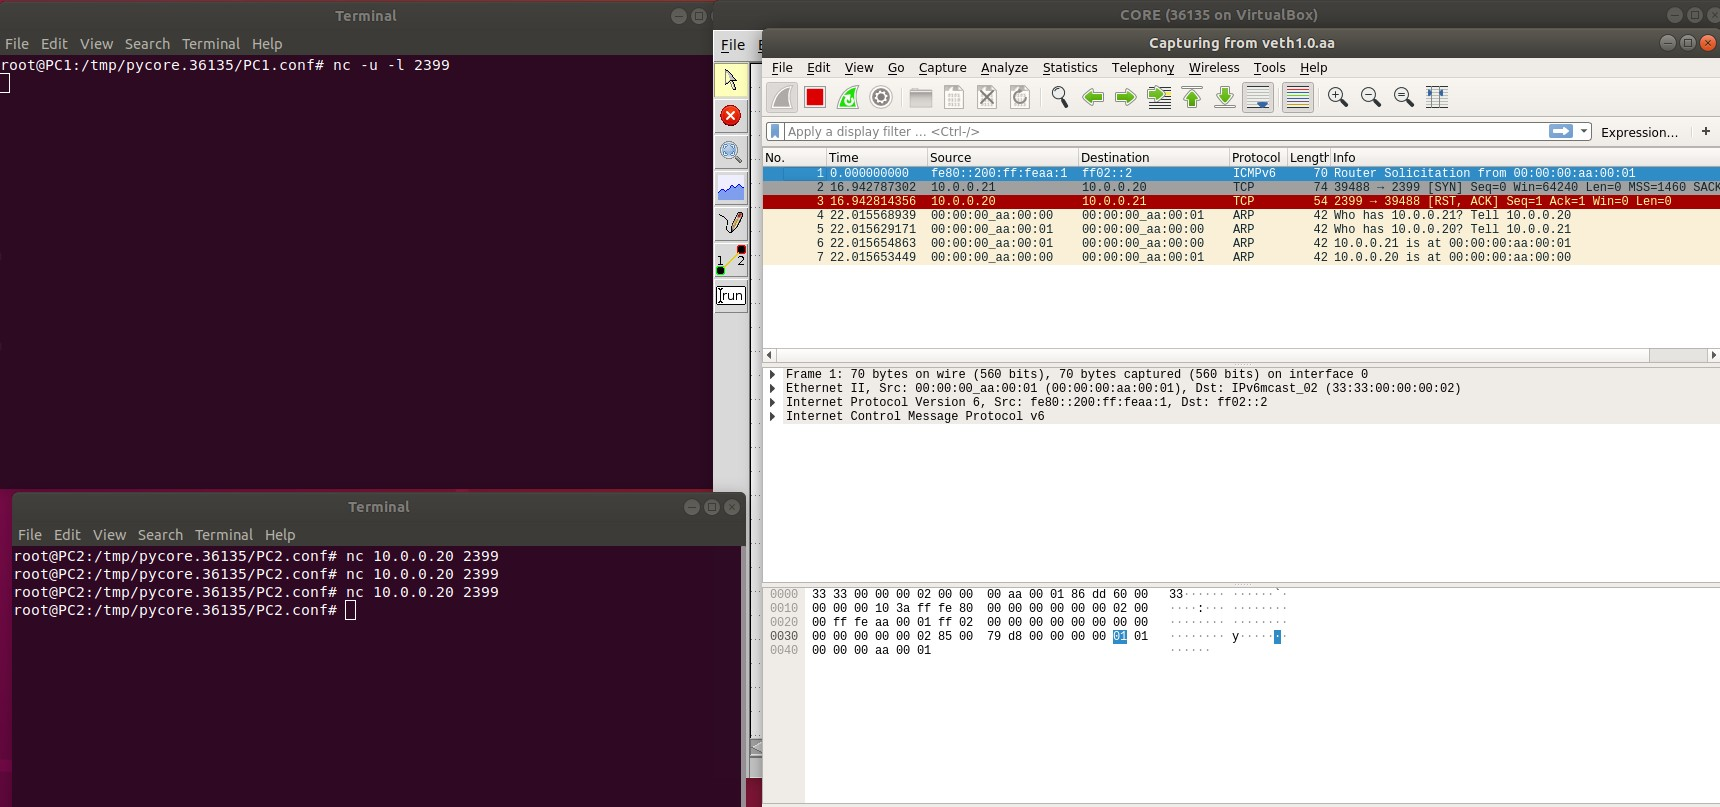 Terminal
File Edit View Search Terminal Help
root@PC1:/tmp/pycore.36135/PC1.conf# nc -u -l 2399
Terminal
File Edit View Search Terminal Help
root@PC2:/tmp/pycore.36135/PC2.conf# nc 10.0.0.20 2399
root@PC2:/tmp/pycore.36135/PC2.conf# nc 10.0.0.20 2399
root@PC2:/tmp/pycore.36135/PC2.conf# nc 10.0.0.20 2399
root@PC2:/tmp/pycore.36135/PC2.conf#
CORE (36135 on VirtualBox)
File
1 2
run
Capturing from veth1.0.aa
File Edit View Go Capture Analyze Statistics Telephony Wireless Tools Help
Apply a display filter ... <Ctrl-/> Expression... +
No. Time Source Destination Protocol Length Info
1 0.000000000 fe80::200:ff:feaa:1 ff02::2 ICMPv6 70 Router Solicitation from 00:00:00:aa:00:01
2 16.942787302 10.0.0.21 10.0.0.20 TCP 74 39488 → 2399 [SYN] Seq=0 Win=64240 Len=0 MSS=1460 SACK
3 16.942814356 10.0.0.20 10.0.0.21 TCP 54 2399 → 39488 [RST, ACK] Seq=1 Ack=1 Win=0 Len=0
4 22.015568939 00:00:00_aa:00:00 00:00:00_aa:00:01 ARP 42 Who has 10.0.0.21? Tell 10.0.0.20
5 22.015629171 00:00:00_aa:00:01 00:00:00_aa:00:00 ARP 42 Who has 10.0.0.20? Tell 10.0.0.21
6 22.015654863 00:00:00_aa:00:01 00:00:00_aa:00:00 ARP 42 10.0.0.21 is at 00:00:00:aa:00:01
7 22.015653449 00:00:00_aa:00:00 00:00:00_aa:00:01 ARP 42 10.0.0.20 is at 00:00:00:aa:00:00
Frame 1: 70 bytes on wire (560 bits), 70 bytes captured (560 bits) on interface 0
Ethernet II, Src: 00:00:00_aa:00:01 (00:00:00:aa:00:01), Dst: IPv6mcast_02 (33:33:00:00:00:02)
Internet Protocol Version 6, Src: fe80::200:ff:feaa:1, Dst: ff02::2
Internet Control Message Protocol v6
0000 33 33 00 00 00 02 00 00 00 aa 00 01 86 dd 60 00 33······ ······`·
0010 00 00 00 10 3a ff fe 80 00 00 00 00 00 00 02 00 ····:··· ········
0020 00 ff fe aa 00 01 ff 02 00 00 00 00 00 00 00 00 ········ ········
0030 00 00 00 00 00 02 85 00 79 d8 00 00 00 00 01 01 ········ y·······
0040 00 00 00 aa 00 01 ······